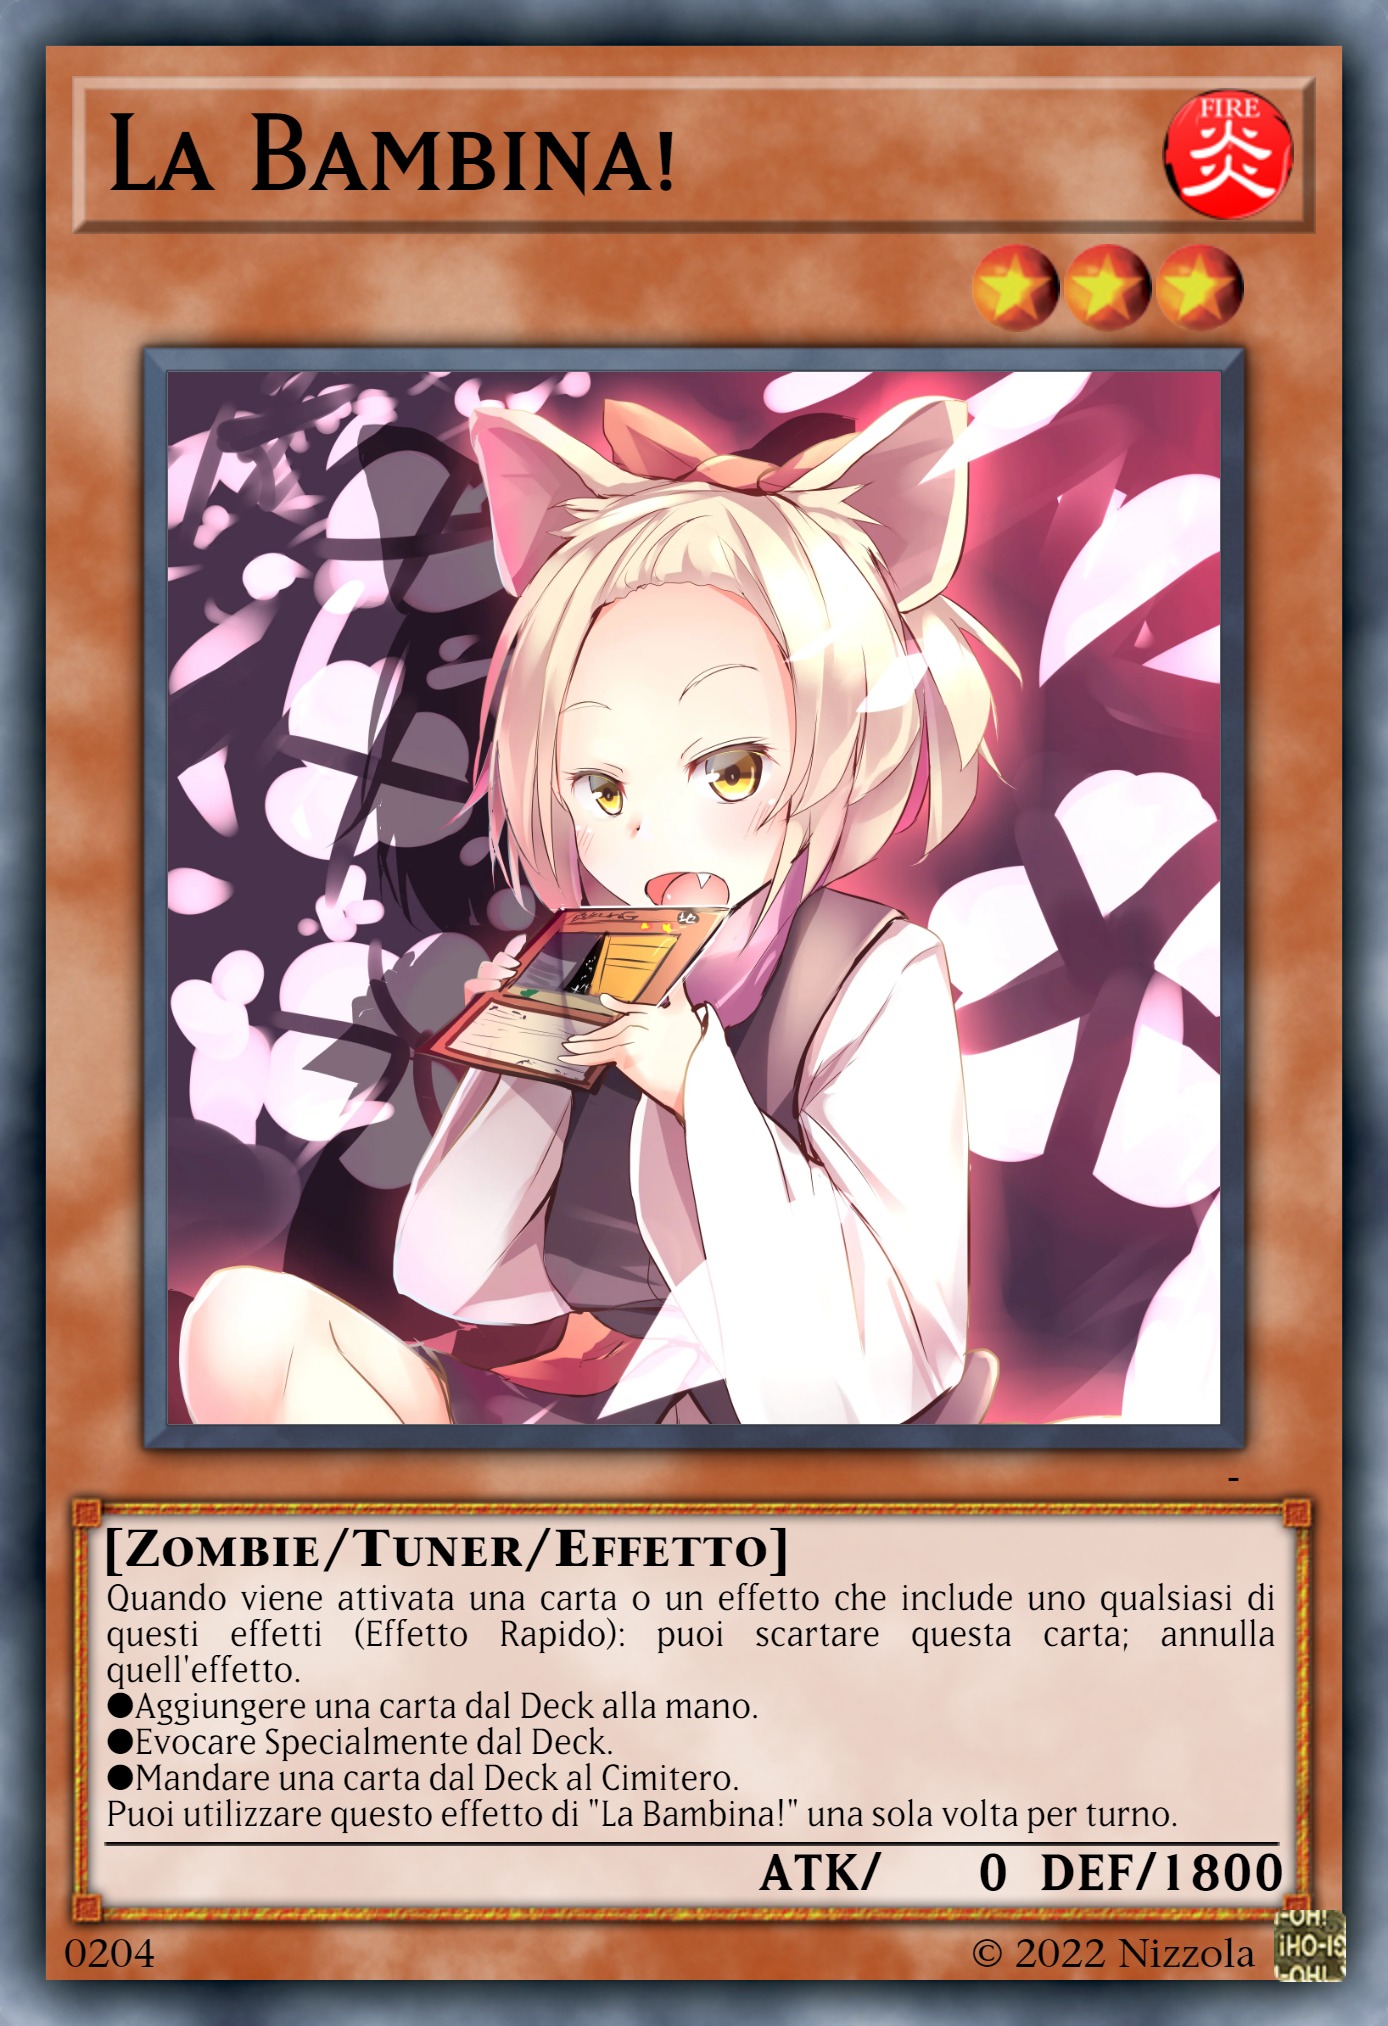 La Bambina!
FIRE
炎
-
[Zombie/Tuner/Effetto]
Quando viene attivata una carta o un effetto che include uno qualsiasi di
questi effetti (Effetto Rapido): puoi scartare questa carta; annulla
quell'effetto.
●Aggiungere una carta dal Deck alla mano.
●Evocare Specialmente dal Deck.
●Mandare una carta dal Deck al Cimitero.
Puoi utilizzare questo effetto di "La Bambina!" una sola volta per turno.
ATK/ 0 DEF/1800
0204
© 2022 Nizzola